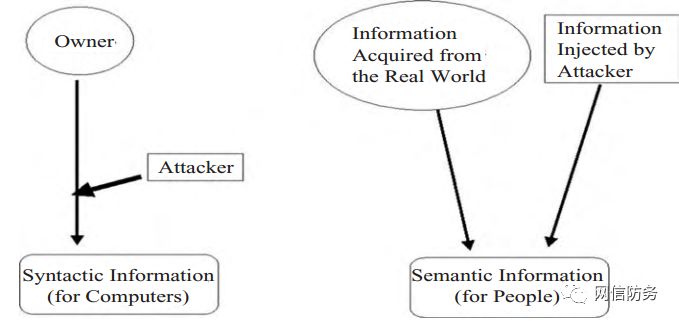 Owner
Attacker
Syntactic Information
(for Computers)
Information
Acquired from
the Real World
Information
Injected by
Attacker
Semantic Information
(for People)
网信防务